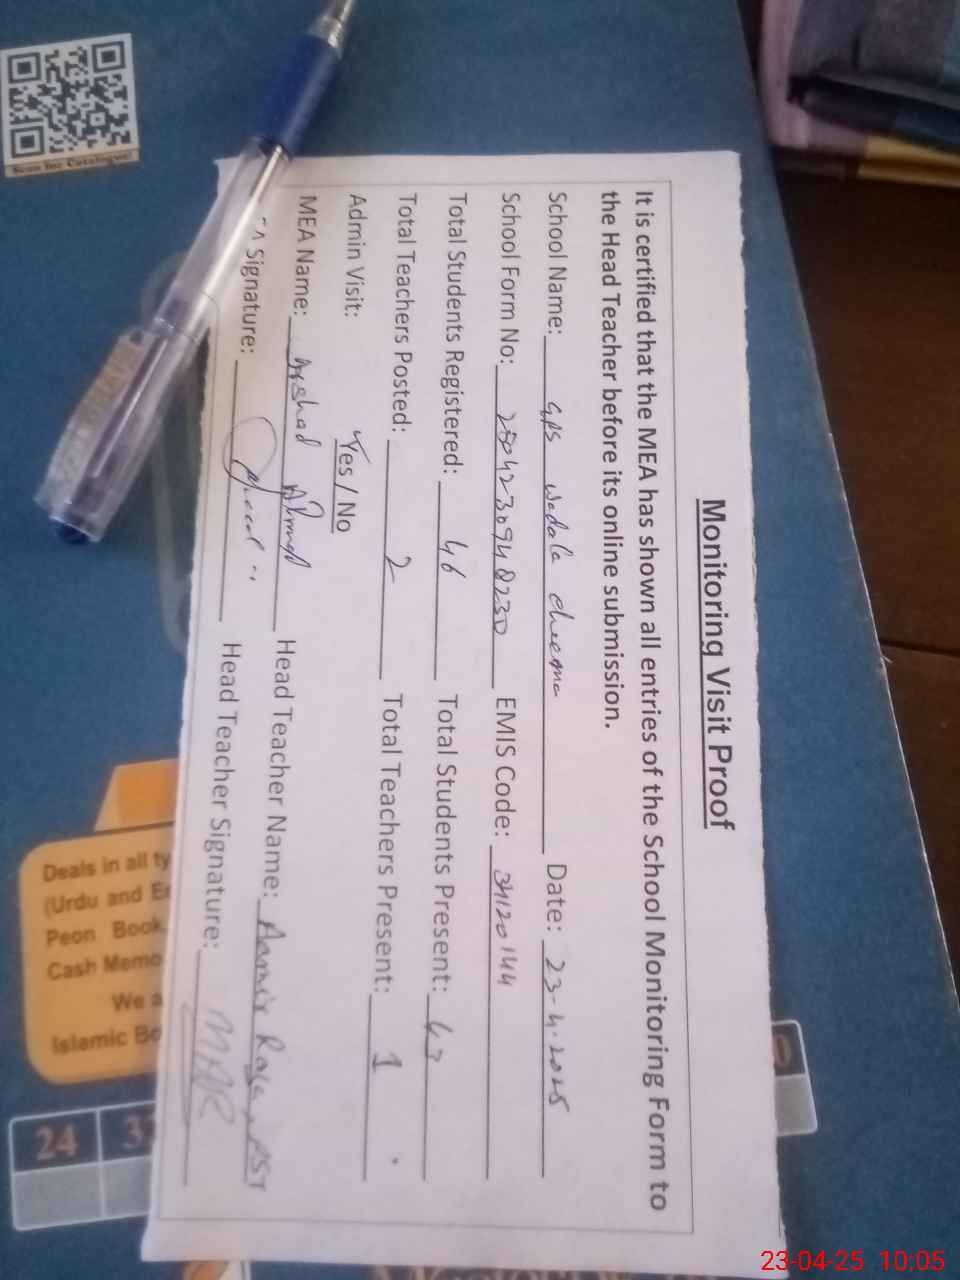 Monitoring Visit Proof
It is certified that the MEA has shown all entries of the School Monitoring Form to
the Head Teacher before its online submission.
School Name: GPS wadala cheema Date: 23-4-2025
School Form No: EMIS Code: 34120144
Total Students Registered: 46 Total Students Present:
Total Teachers Posted: 2 Total Teachers Present: 1
Admin Visit: Yes / No
MEA Name: Arshad Ahmad Head Teacher Name: Aamir PST
Signature: Head Teacher Signature:
Scan for Catalogue!
Deals in all ty
(Urdu and
Peon Book
Cash Memo
We a
Islamic Bo
24 3
23-04-25 10:05